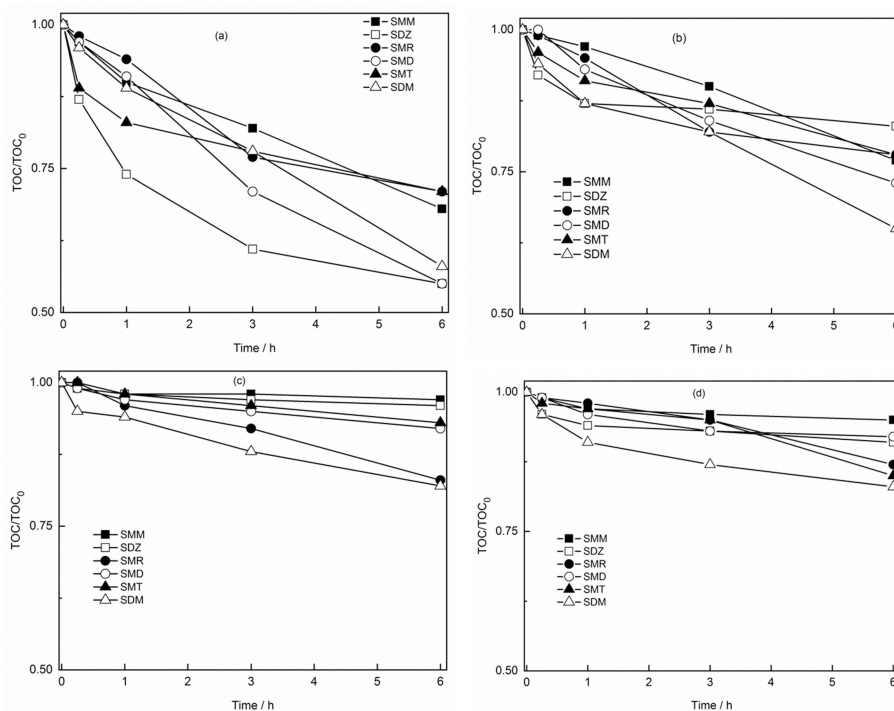 (a)
SMM
SDZ
SMR
SMD
SMT
SDM
TOC/TOC0
1.00
0.75
0.50
0 1 2 3 4 5 6
Time / h
(b)
SMM
SDZ
SMR
SMD
SMT
SDM
TOC/TOC0
1.00
0.75
0.50
0 1 2 3 4 5 6
Time / h
(c)
SMM
SDZ
SMR
SMD
SMT
SDM
TOC/TOC0
1.00
0.75
0.50
0 1 2 3 4 5 6
Time / h
(d)
SMM
SDZ
SMR
SMD
SMT
SDM
TOC/TOC0
1.00
0.75
0.50
0 1 2 3 4 5 6
Time / h